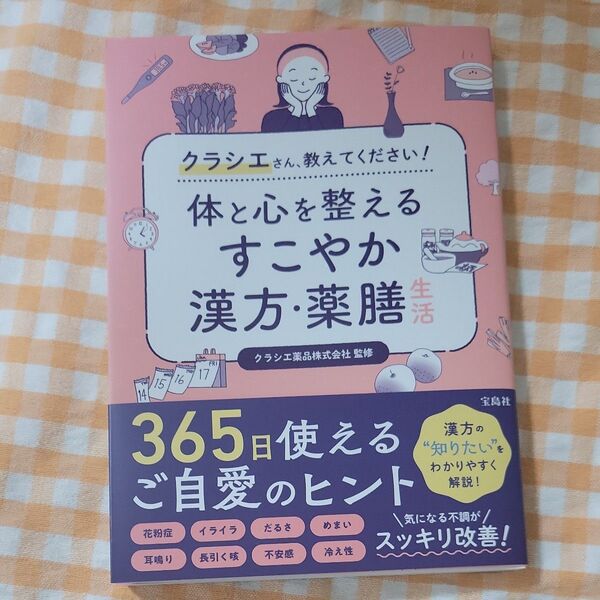 クラシエさん、教えてください!
体と心を整える
すこやか
漢方・薬膳生活
クラシエ薬品株式会社 監修
FRI
14
15
16
17
宝島社
365日使える
ご自愛のヒント
漢方の
“知りたい”を
わかりやすく
解説!
花粉症
イライラ
だるさ
めまい
耳鳴り
長引く咳
不安感
冷え性
気になる不調が
スッキリ改善!